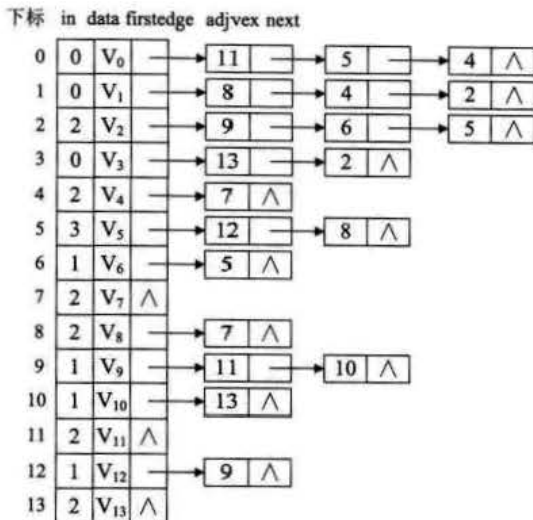 下标 in data firstedge adjvex next
0 0 V₀ 11 5 4 ∧
1 0 V₁ 8 4 2 ∧
2 2 V₂ 9 6 5 ∧
3 0 V₃ 13 2 ∧
4 2 V₄ 7 ∧
5 3 V₅ 12 8 ∧
6 1 V₆ 5 ∧
7 2 V₇ ∧
8 2 V₈ 7 ∧
9 1 V₉ 11 10 ∧
10 1 V₁₀ 13 ∧
11 2 V₁₁ ∧
12 1 V₁₂ 9 ∧
13 2 V₁₃ ∧